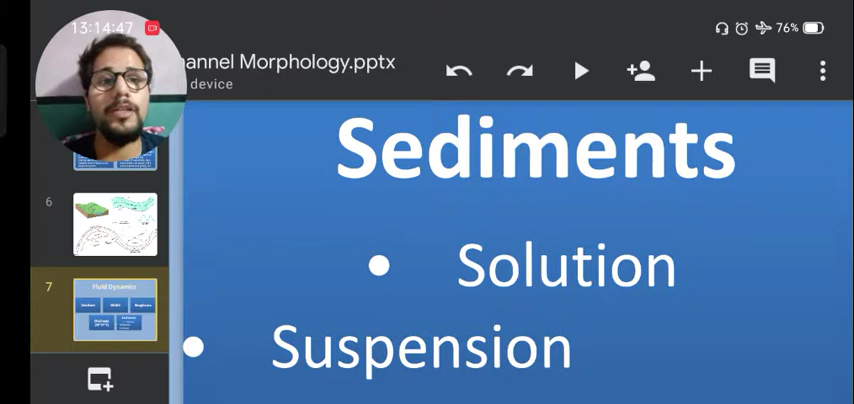 13:14:47
76%
annel Morphology.pptx
device
Sediments
• Solution
• Suspension
6
7
Fluid Dynamics